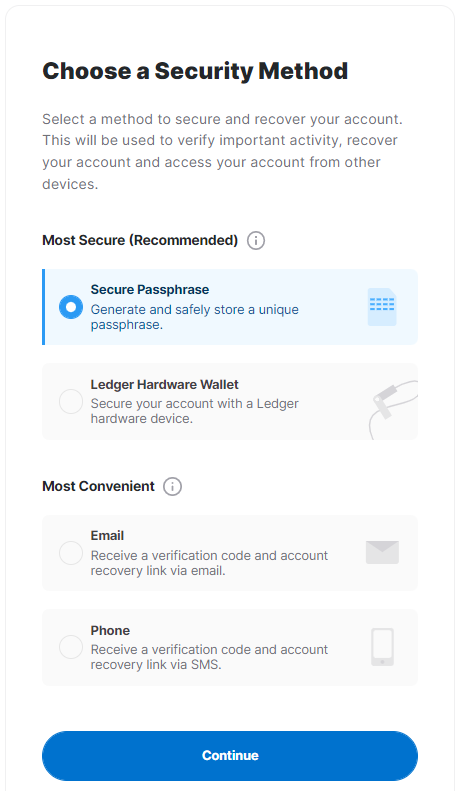 Choose a Security Method
Select a method to secure and recover your account.
This will be used to verify important activity, recover
your account and access your account from other
devices.
Most Secure (Recommended)
Secure Passphrase
Generate and safely store a unique
passphrase.
Ledger Hardware Wallet
Secure your account with a Ledger
hardware device.
Most Convenient
Email
Receive a verification code and account
recovery link via email.
Phone
Receive a verification code and account
recovery link via SMS.
Continue